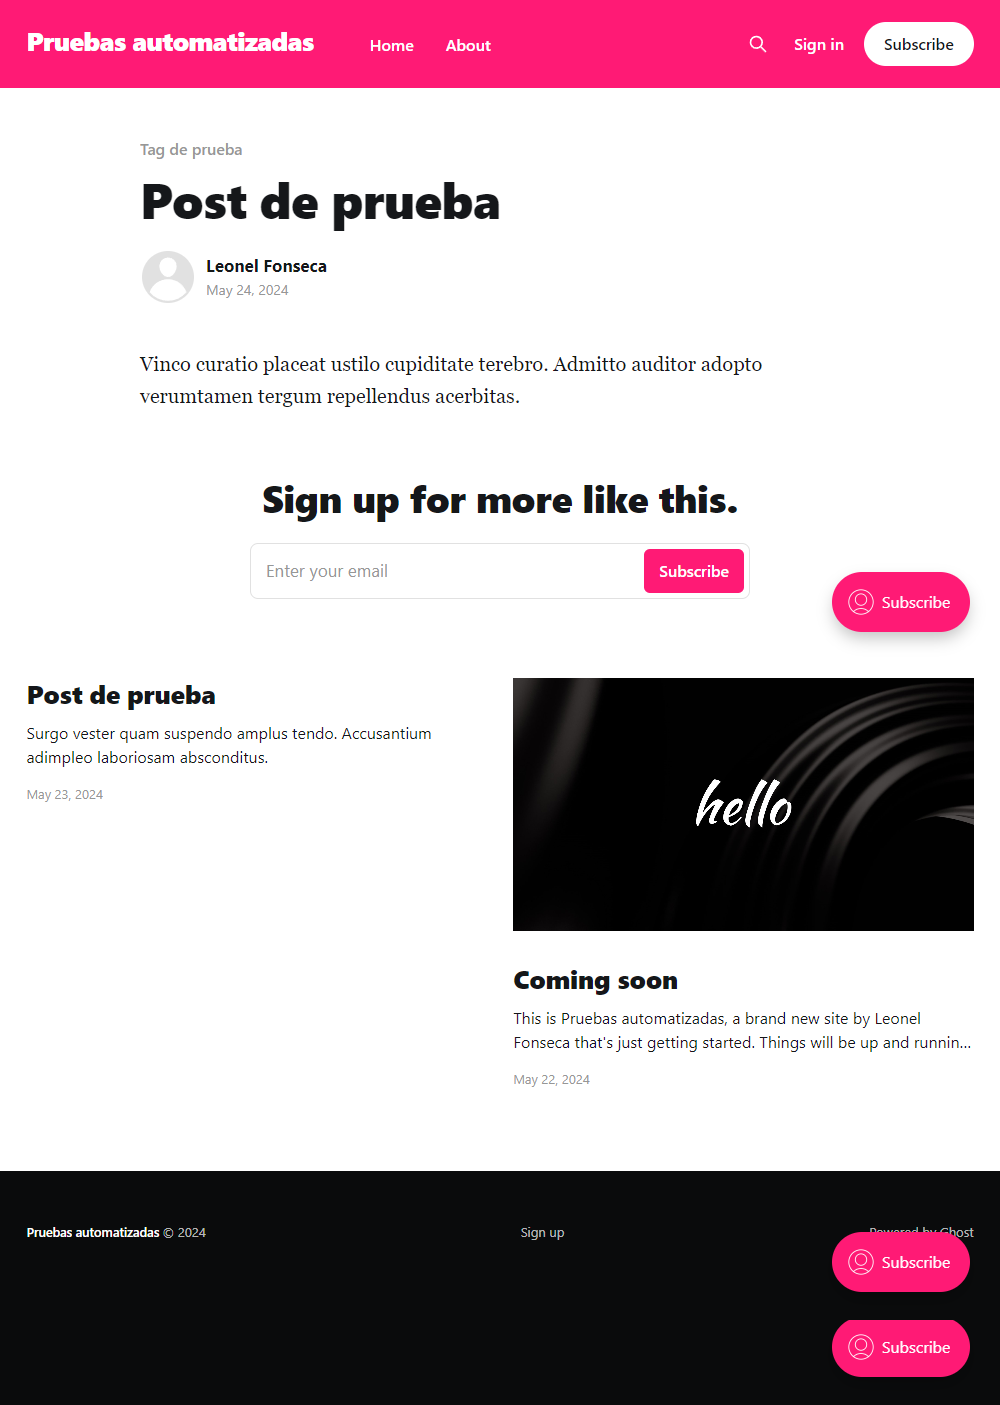 Pruebas automatizadas
Home
About
Sign in
Subscribe
Tag de prueba
Post de prueba
Leonel Fonseca
May 24, 2024
Vinco curatio placeat ustilo cupiditate terebro. Admitto auditor adopto
verumtamen tergum repellendus acerbitas.
Sign up for more like this.
Enter your email
Subscribe
Subscribe
Post de prueba
Surgo vester quam suspendo amplus tendo. Accusantium
adimpleo laboriosam absconditus.
May 23, 2024
hello
Coming soon
This is Pruebas automatizadas, a brand new site by Leonel
Fonseca that's just getting started. Things will be up and runnin...
May 22, 2024
Pruebas automatizadas © 2024
Sign up
Powered by Ghost
Subscribe
Subscribe